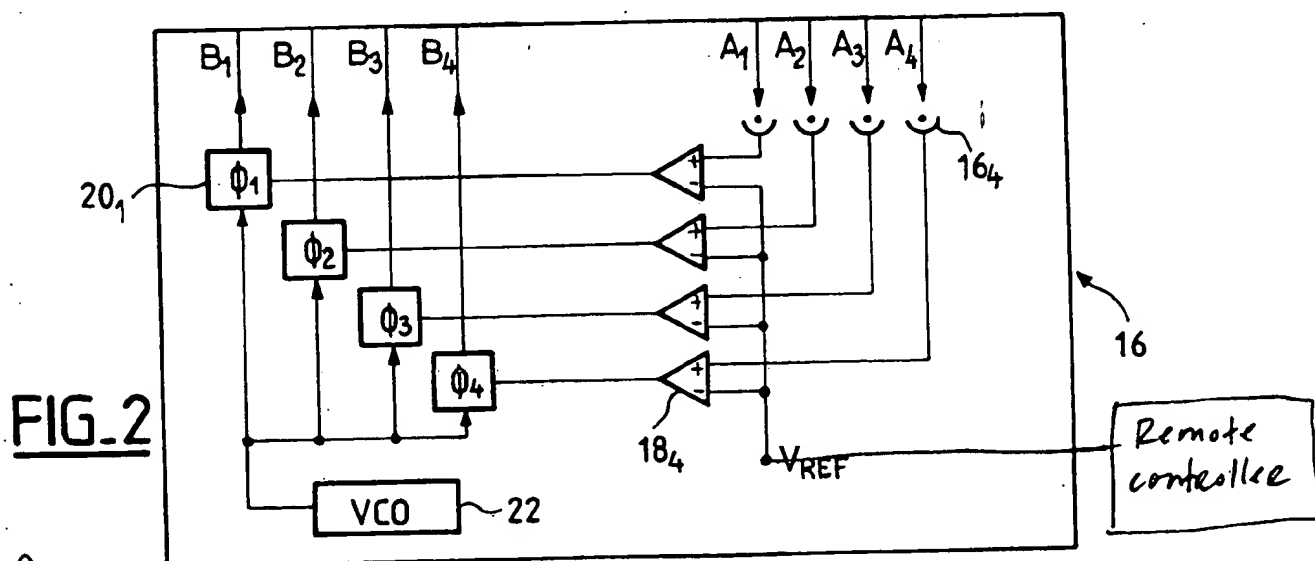 B1 B2 B3 B4 A1 A2 A3 A4
20₁ Φ1 + - 16₄
Φ2 + -
Φ3 + -
Φ4 + - 16
FIG_2 18₄ VREF Remote controller
VCO 22